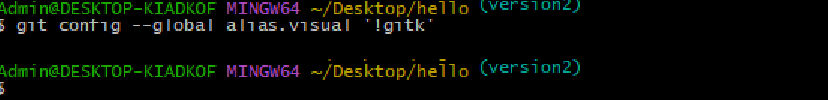 Admin@DESKTOP-KIADKOF MINGW64 ~/Desktop/hello (version2)
$ git config --global alias.visual '!gitk'
Admin@DESKTOP-KIADKOF MINGW64 ~/Desktop/hello (version2)
$